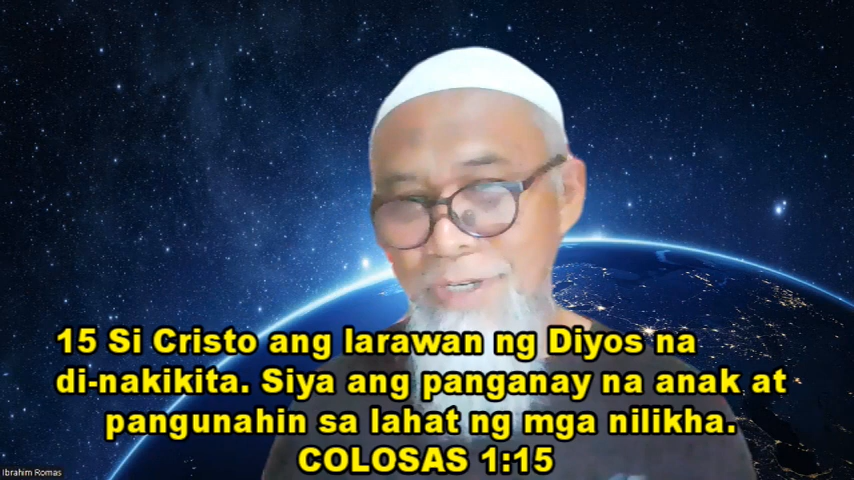 15 Si Cristo ang larawan ng Diyos na
di-nakikita. Siya ang panganay na anak at
pangunahin sa lahat ng mga nilikha.
COLOSAS 1:15
Ibrahim Romas